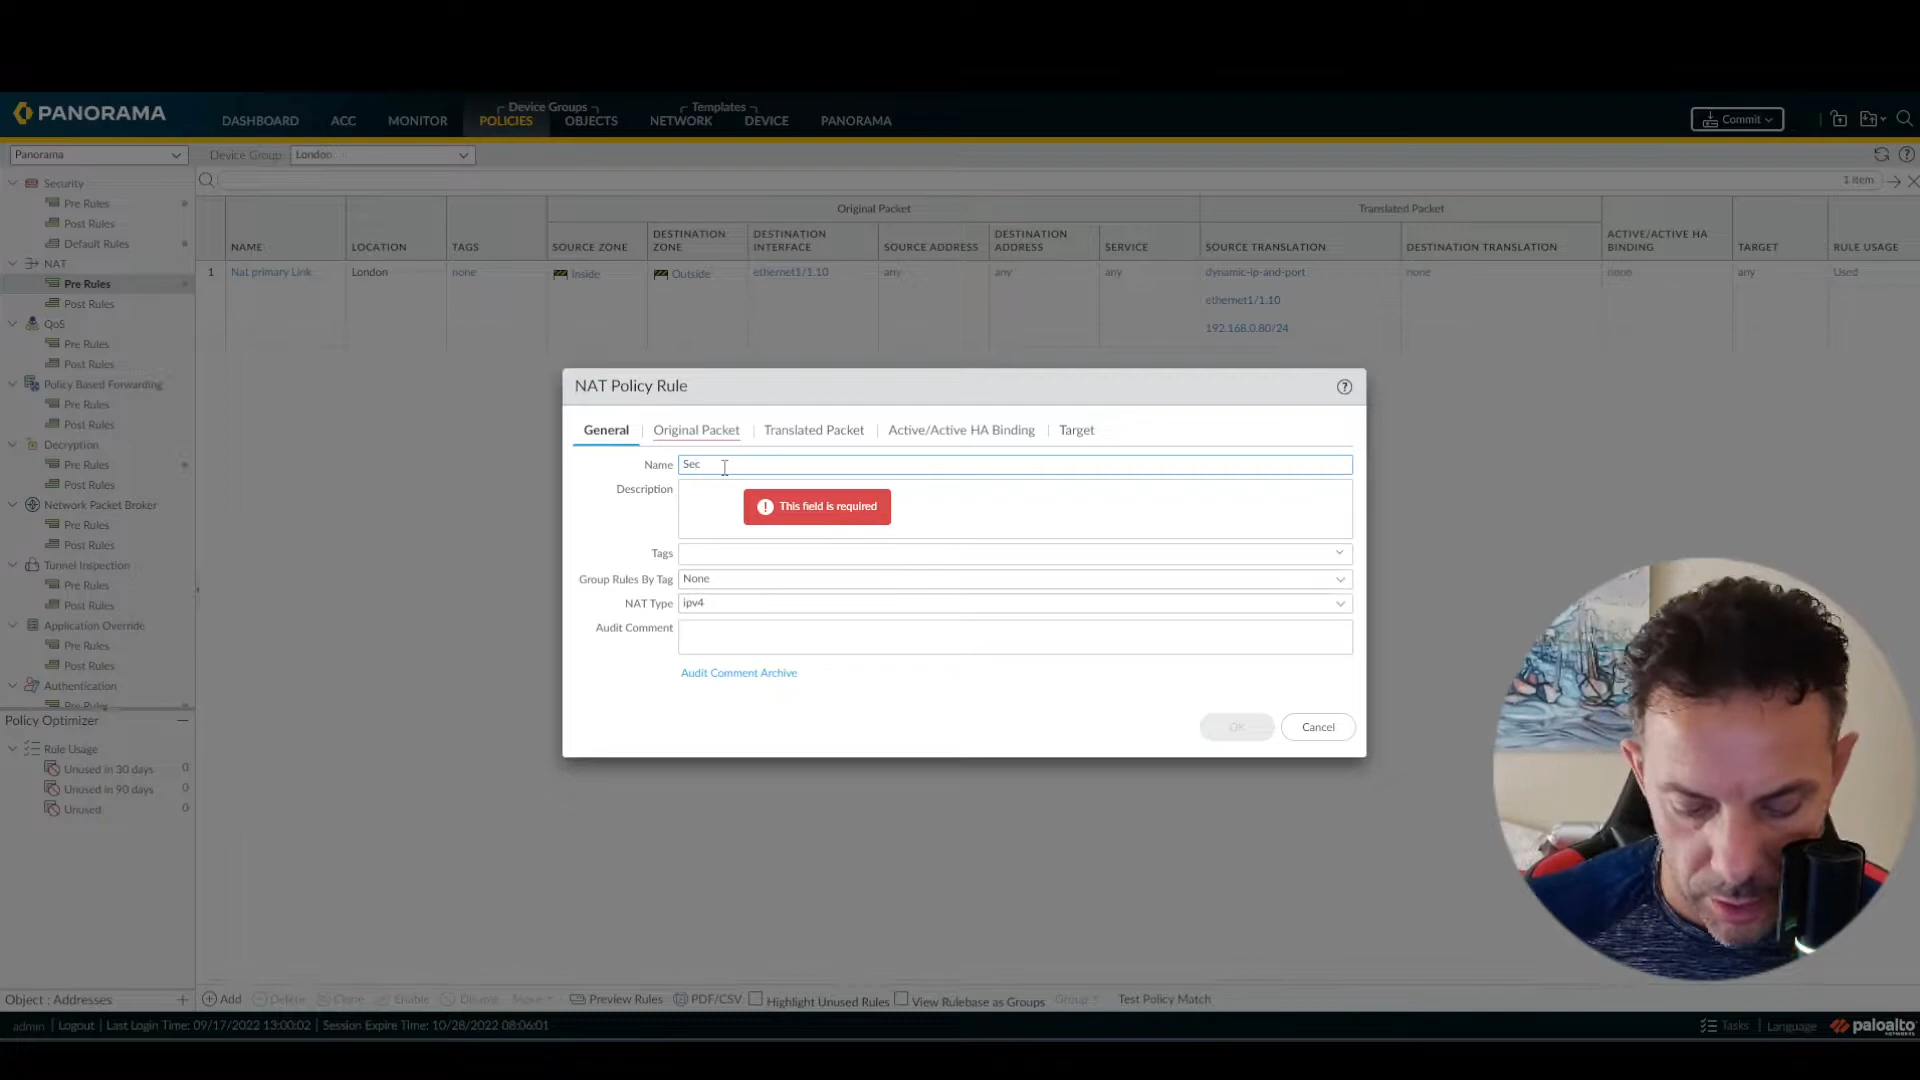 PANORAMA
DASHBOARD
ACC
MONITOR
Device Groups
POLICIES
OBJECTS
Templates
NETWORK
DEVICE
PANORAMA
Commit
Panorama
Device Group
London
1 item
Security
Pre Rules
Post Rules
Default Rules
NAT
Pre Rules
Post Rules
QoS
Pre Rules
Post Rules
Policy Based Forwarding
Pre Rules
Post Rules
Decryption
Pre Rules
Post Rules
Network Packet Broker
Pre Rules
Post Rules
Tunnel Inspection
Pre Rules
Post Rules
Application Override
Pre Rules
Post Rules
Authentication
Pre Rules
Original Packet
Translated Packet
NAME
LOCATION
TAGS
SOURCE ZONE
DESTINATION ZONE
DESTINATION INTERFACE
SOURCE ADDRESS
DESTINATION ADDRESS
SERVICE
SOURCE TRANSLATION
DESTINATION TRANSLATION
ACTIVE/ACTIVE HA BINDING
TARGET
RULE USAGE
1 Nat primary Link London none Inside Outside ethernet1/1.10 any any any dynamic-ip-and-port none none any Used
ethernet1/1.10
192.168.0.80/24
NAT Policy Rule
General
Original Packet
Translated Packet
Active/Active HA Binding
Target
Name Sec
Description
This field is required
Tags
Group Rules By Tag None
NAT Type ipv4
Audit Comment
Audit Comment Archive
OK
Cancel
Policy Optimizer
Rule Usage
Unused in 30 days 0
Unused in 90 days 0
Unused 0
Object : Addresses
Add
Delete
Clone
Enable
Disable
Move
Preview Rules
PDF/CSV
Highlight Unused Rules
View Rulebase as Groups
Group
Test Policy Match
admin | Logout | Last Login Time: 09/17/2022 13:00:02 | Session Expire Time: 10/28/2022 08:06:01
Tasks | Language
paloalto
NETWORKS